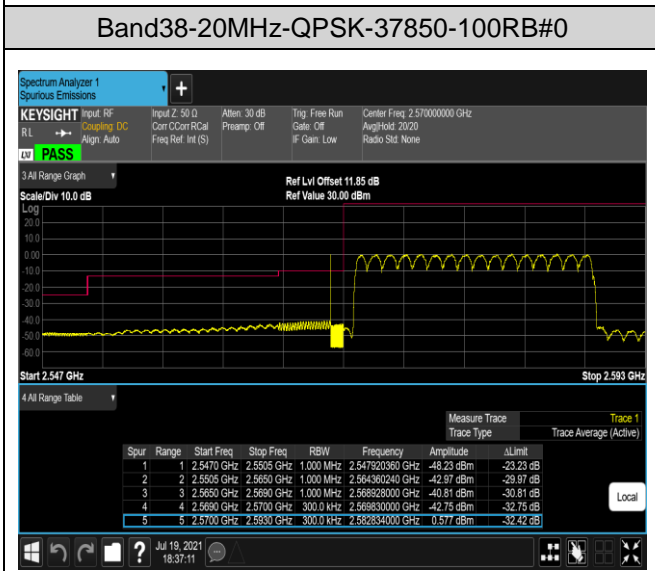 Band38-20MHz-QPSK-37850-100RB#0
Spectrum Analyzer 1
Spurious Emissions
+
KEYSIGHT Input: RF Input Z: 50 Ω Atten: 30 dB Trig: Free Run Center Freq: 2.570000000 GHz
RL Coupling: DC Corr CCorr RCal Preamp: Off Gate: Off Avg|Hold: 20/20
Align: Auto Freq Ref: Int (S) IF Gain: Low Radio Std: None
LXI PASS
3 All Range Graph
Ref Lvl Offset 11.85 dB
Scale/Div 10.0 dB Ref Value 30.00 dBm
Log
20.0
10.0
0.00
-10.0
-20.0
-30.0
-40.0
-50.0
-60.0
Start 2.547 GHz Stop 2.593 GHz
4 All Range Table
Measure Trace Trace 1
Trace Type Trace Average (Active)
Spur Range Start Freq Stop Freq RBW Frequency Amplitude ΔLimit
1 1 2.5470 GHz 2.5505 GHz 1.000 MHz 2.547920360 GHz -48.23 dBm -23.23 dB
2 2 2.5505 GHz 2.5650 GHz 1.000 MHz 2.564360240 GHz -42.97 dBm -29.97 dB
3 3 2.5650 GHz 2.5690 GHz 1.000 MHz 2.568928000 GHz -40.81 dBm -30.81 dB
4 4 2.5690 GHz 2.5700 GHz 300.0 kHz 2.569830000 GHz -42.75 dBm -32.75 dB
5 5 2.5700 GHz 2.5930 GHz 300.0 kHz 2.582834000 GHz 0.577 dBm -32.42 dB
Local
? Jul 19, 2021
18:37:11